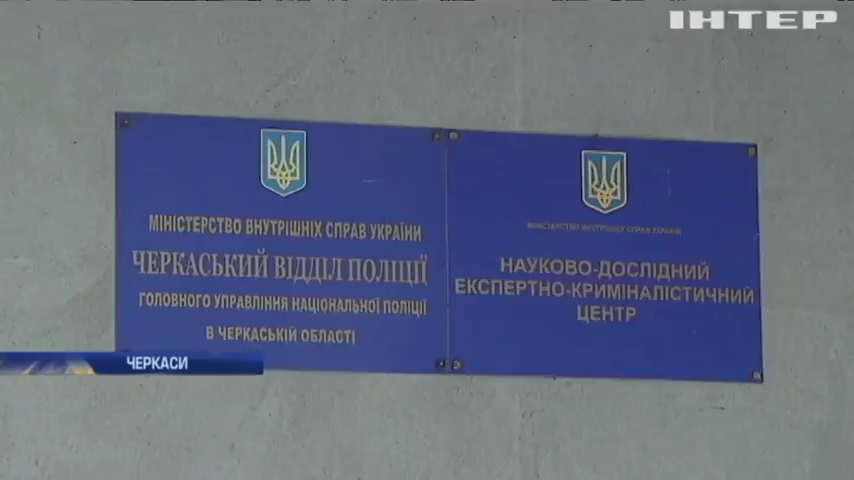 ІНТЕР
МІНІСТЕРСТВО ВНУТРІШНІХ СПРАВ УКРАЇНИ
ЧЕРКАСЬКИЙ ВІДДІЛ ПОЛІЦІЇ
ГОЛОВНОГО УПРАВЛІННЯ НАЦІОНАЛЬНОЇ ПОЛІЦІЇ
В ЧЕРКАСЬКІЙ ОБЛАСТІ
МІНІСТЕРСТВО ВНУТРІШНІХ СПРАВ УКРАЇНИ
НАУКОВО-ДОСЛІДНИЙ
ЕКСПЕРТНО-КРИМІНАЛІСТИЧНИЙ
ЦЕНТР
ЧЕРКАСИ